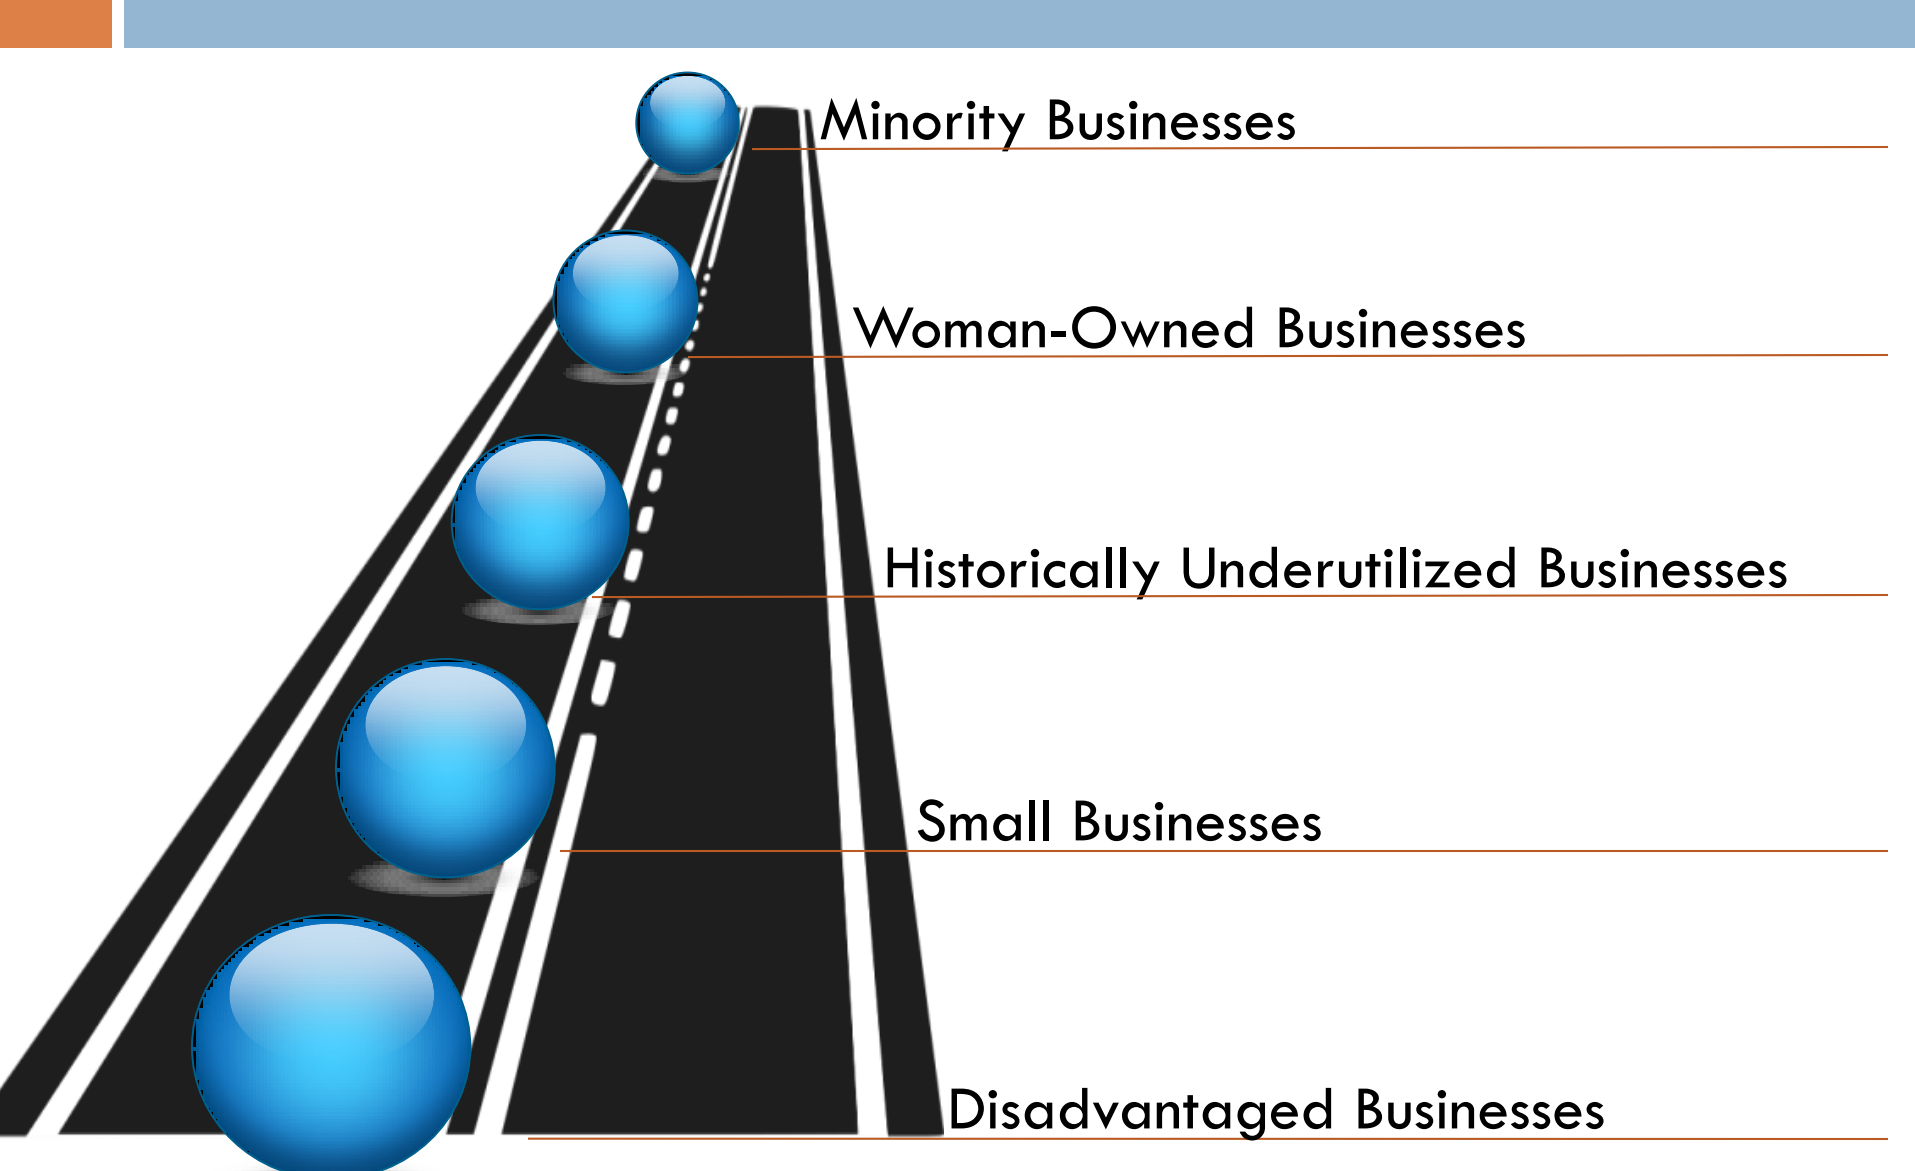 Minority Businesses
Woman-Owned Businesses
Historically Underutilized Businesses
Small Businesses
Disadvantaged Businesses